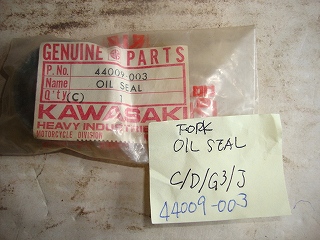 GENUINE PARTS
P. No. 44009-003
Name OIL SEAL
Q'ty (C) 1
KAWASAKI
HEAVY INDUSTRIES
MOTORCYCLE DIVISION
FORK
OIL SEAL
C/D/G3/J
44009-003